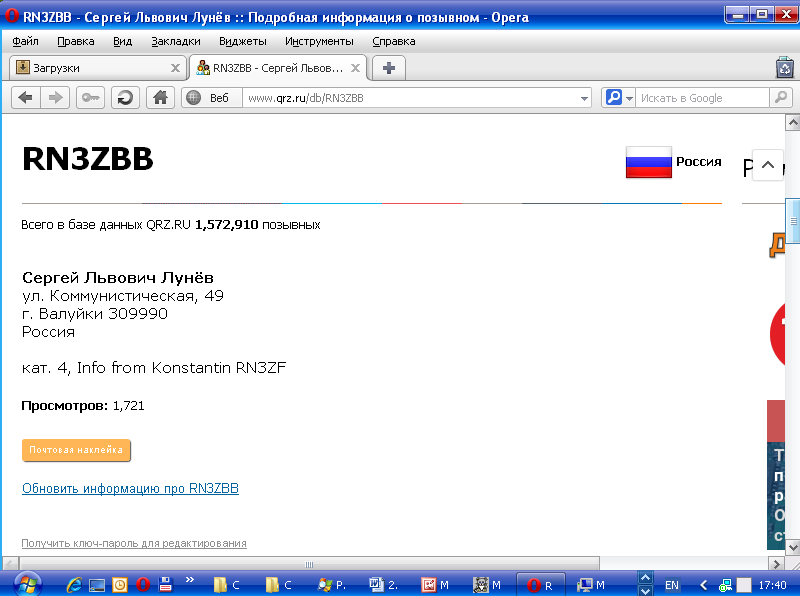 RN3ZBB - Сергей Львович Лунёв :: Подробная информация о позывном - Opera
Файл Правка Вид Закладки Виджеты Инструменты Справка
Загрузки RN3ZBB - Сергей Львов...
Веб www.qrz.ru/db/RN3ZBB Искать в Google
RN3ZBB
Россия
Всего в базе данных QRZ.RU 1,572,910 позывных
Сергей Львович Лунёв
ул. Коммунистическая, 49
г. Валуйки 309990
Россия
кат. 4, Info from Konstantin RN3ZF
Просмотров: 1,721
Почтовая наклейка
Обновить информацию про RN3ZBB
Получить ключ-пароль для редактирования
С С Р. 2. М М R М EN 17:40